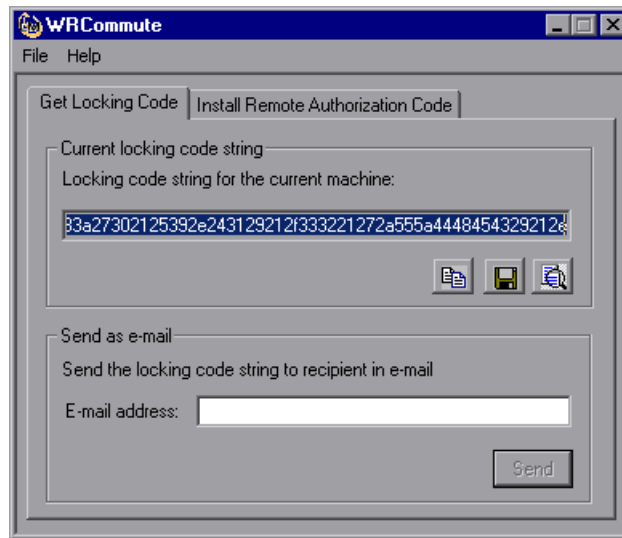 WRCommute
File Help
Get Locking Code Install Remote Authorization Code
Current locking code string
Locking code string for the current machine:
33a27302125392e243129212f333221272a555a4448454329212e
Send as e-mail
Send the locking code string to recipient in e-mail
E-mail address:
Send